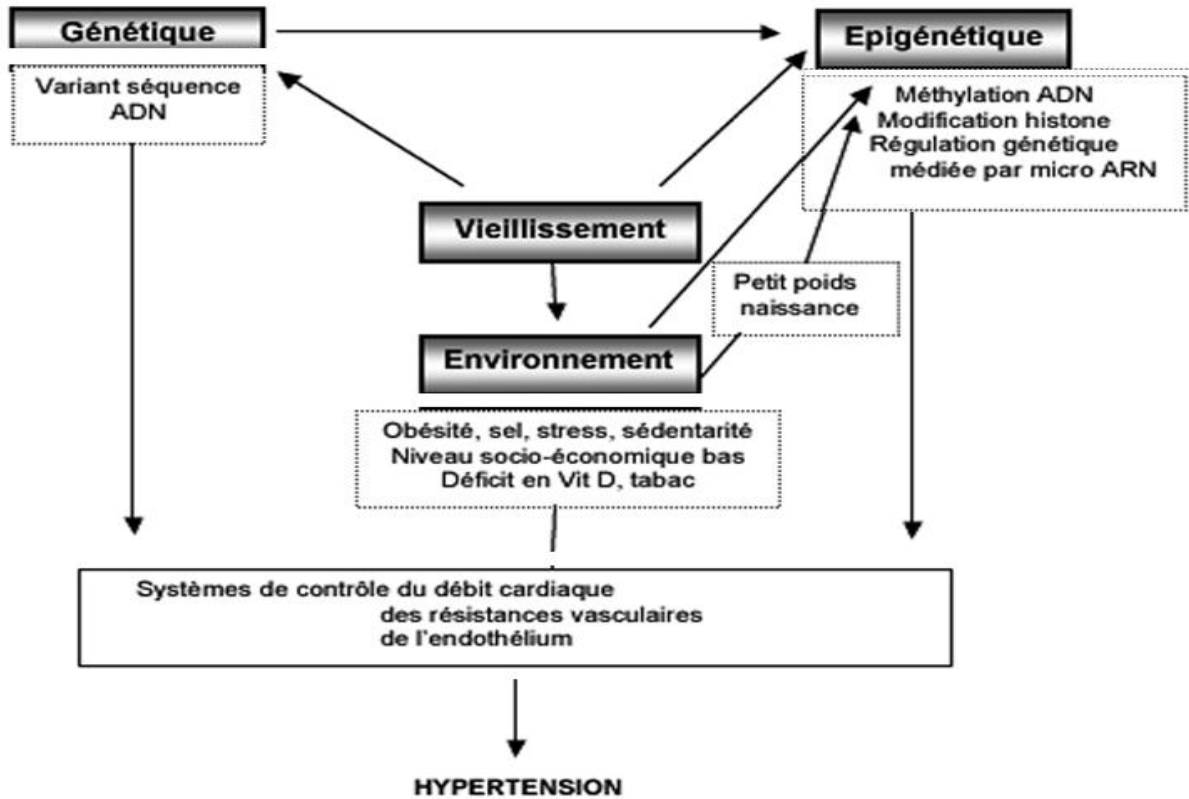 Génétique
Variant séquence
ADN
Epigénétique
Méthylation ADN
Modification histone
Régulation génétique
médiée par micro ARN
Vieillissement
Petit poids
naissance
Environnement
Obésité, sel, stress, sédentarité
Niveau socio-économique bas
Déficit en Vit D, tabac
Systèmes de contrôle du débit cardiaque
des résistances vasculaires
de l'endothélium
HYPERTENSION